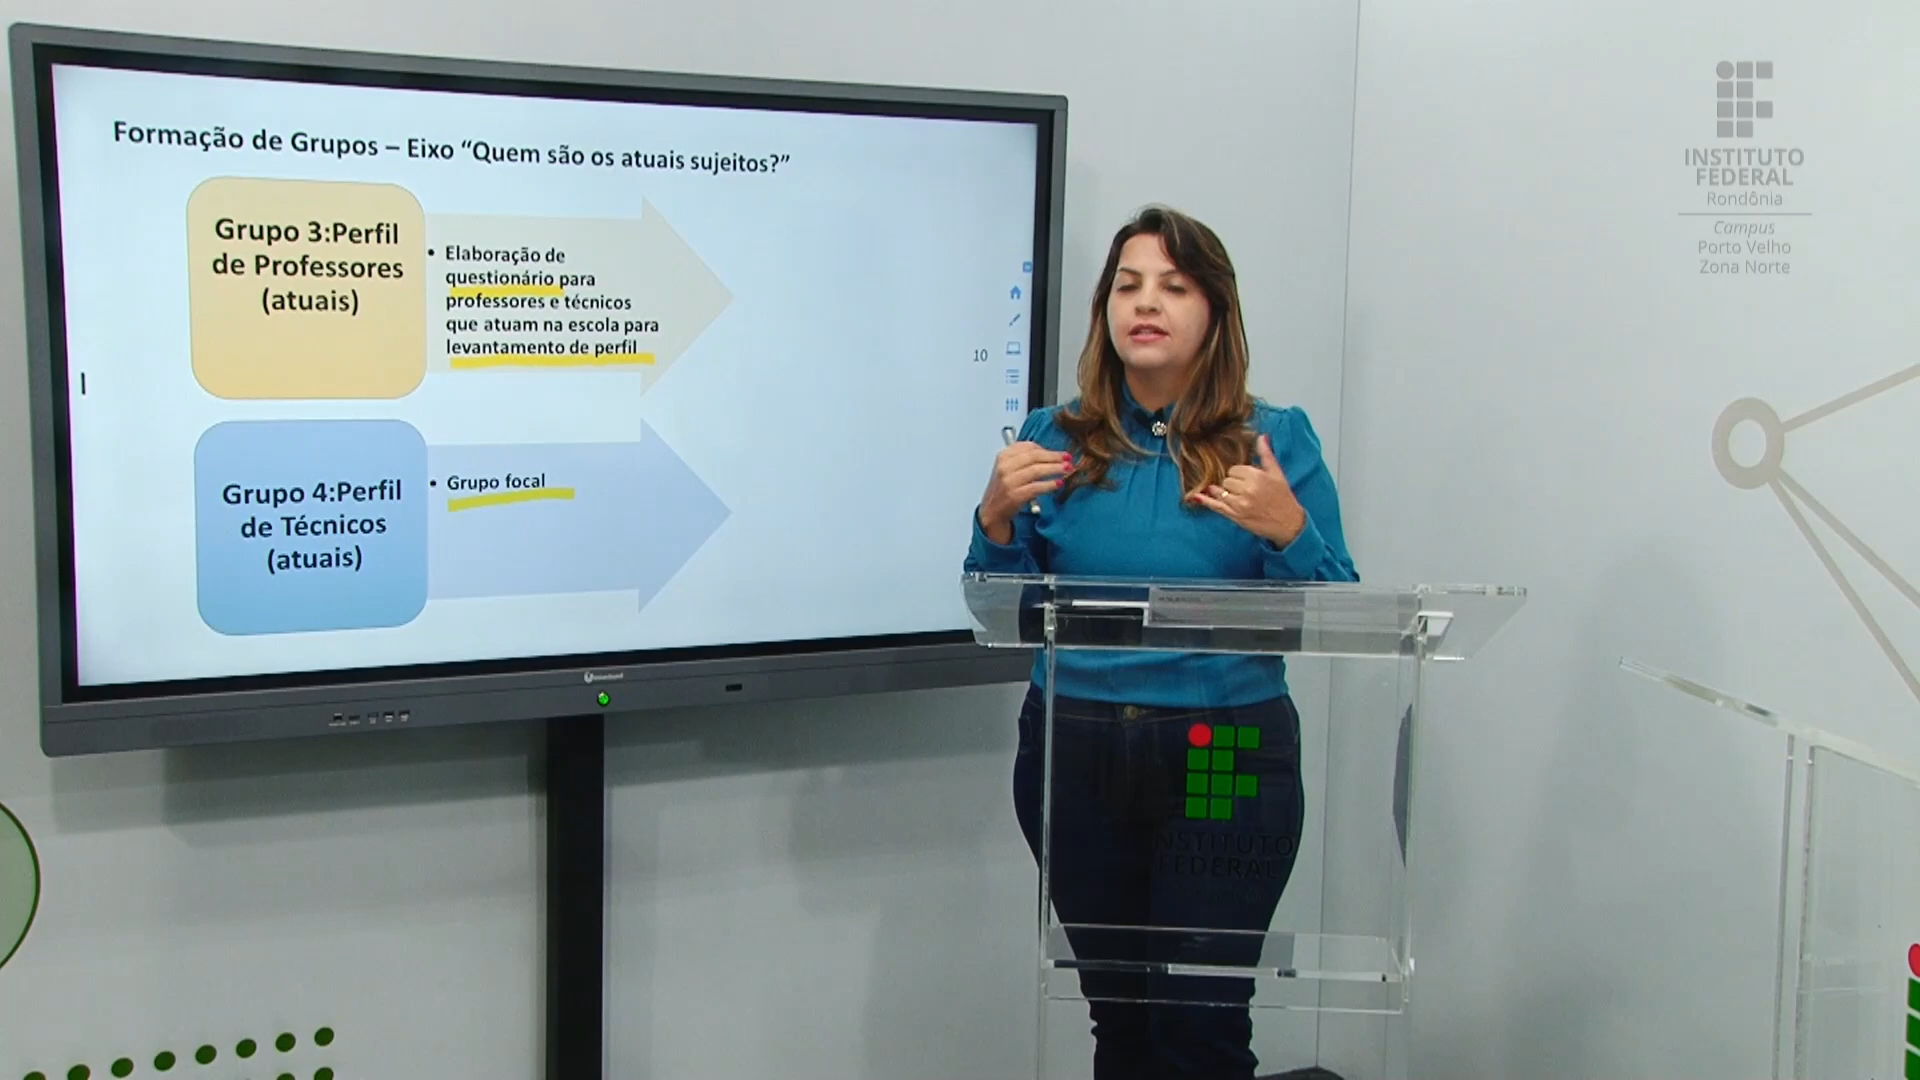 Formação de Grupos – Eixo “Quem são os atuais sujeitos?”
Grupo 3:Perfil
de Professores
(atuais)
• Elaboração de
questionário para
professores e técnicos
que atuam na escola para
levantamento de perfil
10
Grupo 4:Perfil
de Técnicos
(atuais)
• Grupo focal
INSTITUTO
FEDERAL
Rondônia
Campus
Porto Velho
Zona Norte
INSTITUTO
FEDERAL